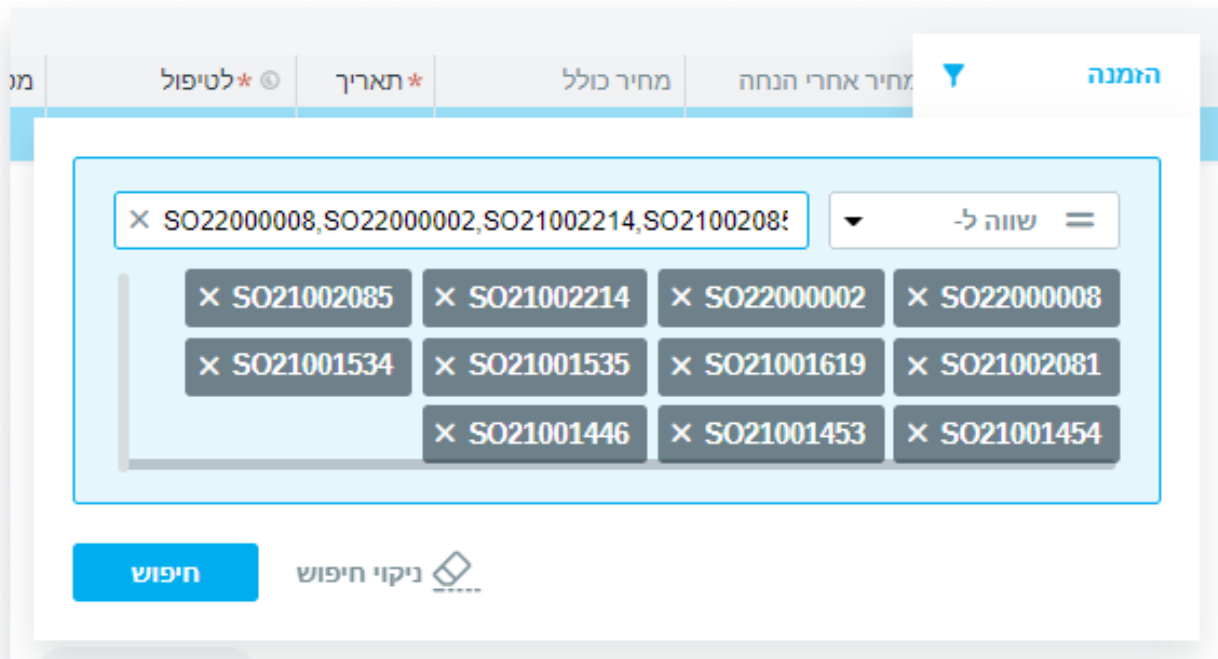 הזמנה
מחיר אחרי הנחה
מחיר כולל
*תאריך
*לטיפול
שווה ל-
SO22000008,SO22000002,SO21002214,SO2100208
SO22000008 SO22000002 SO21002214 SO21002085
SO21002081 SO21001619 SO21001535 SO21001534
SO21001454 SO21001453 SO21001446
ניקוי חיפוש
חיפוש